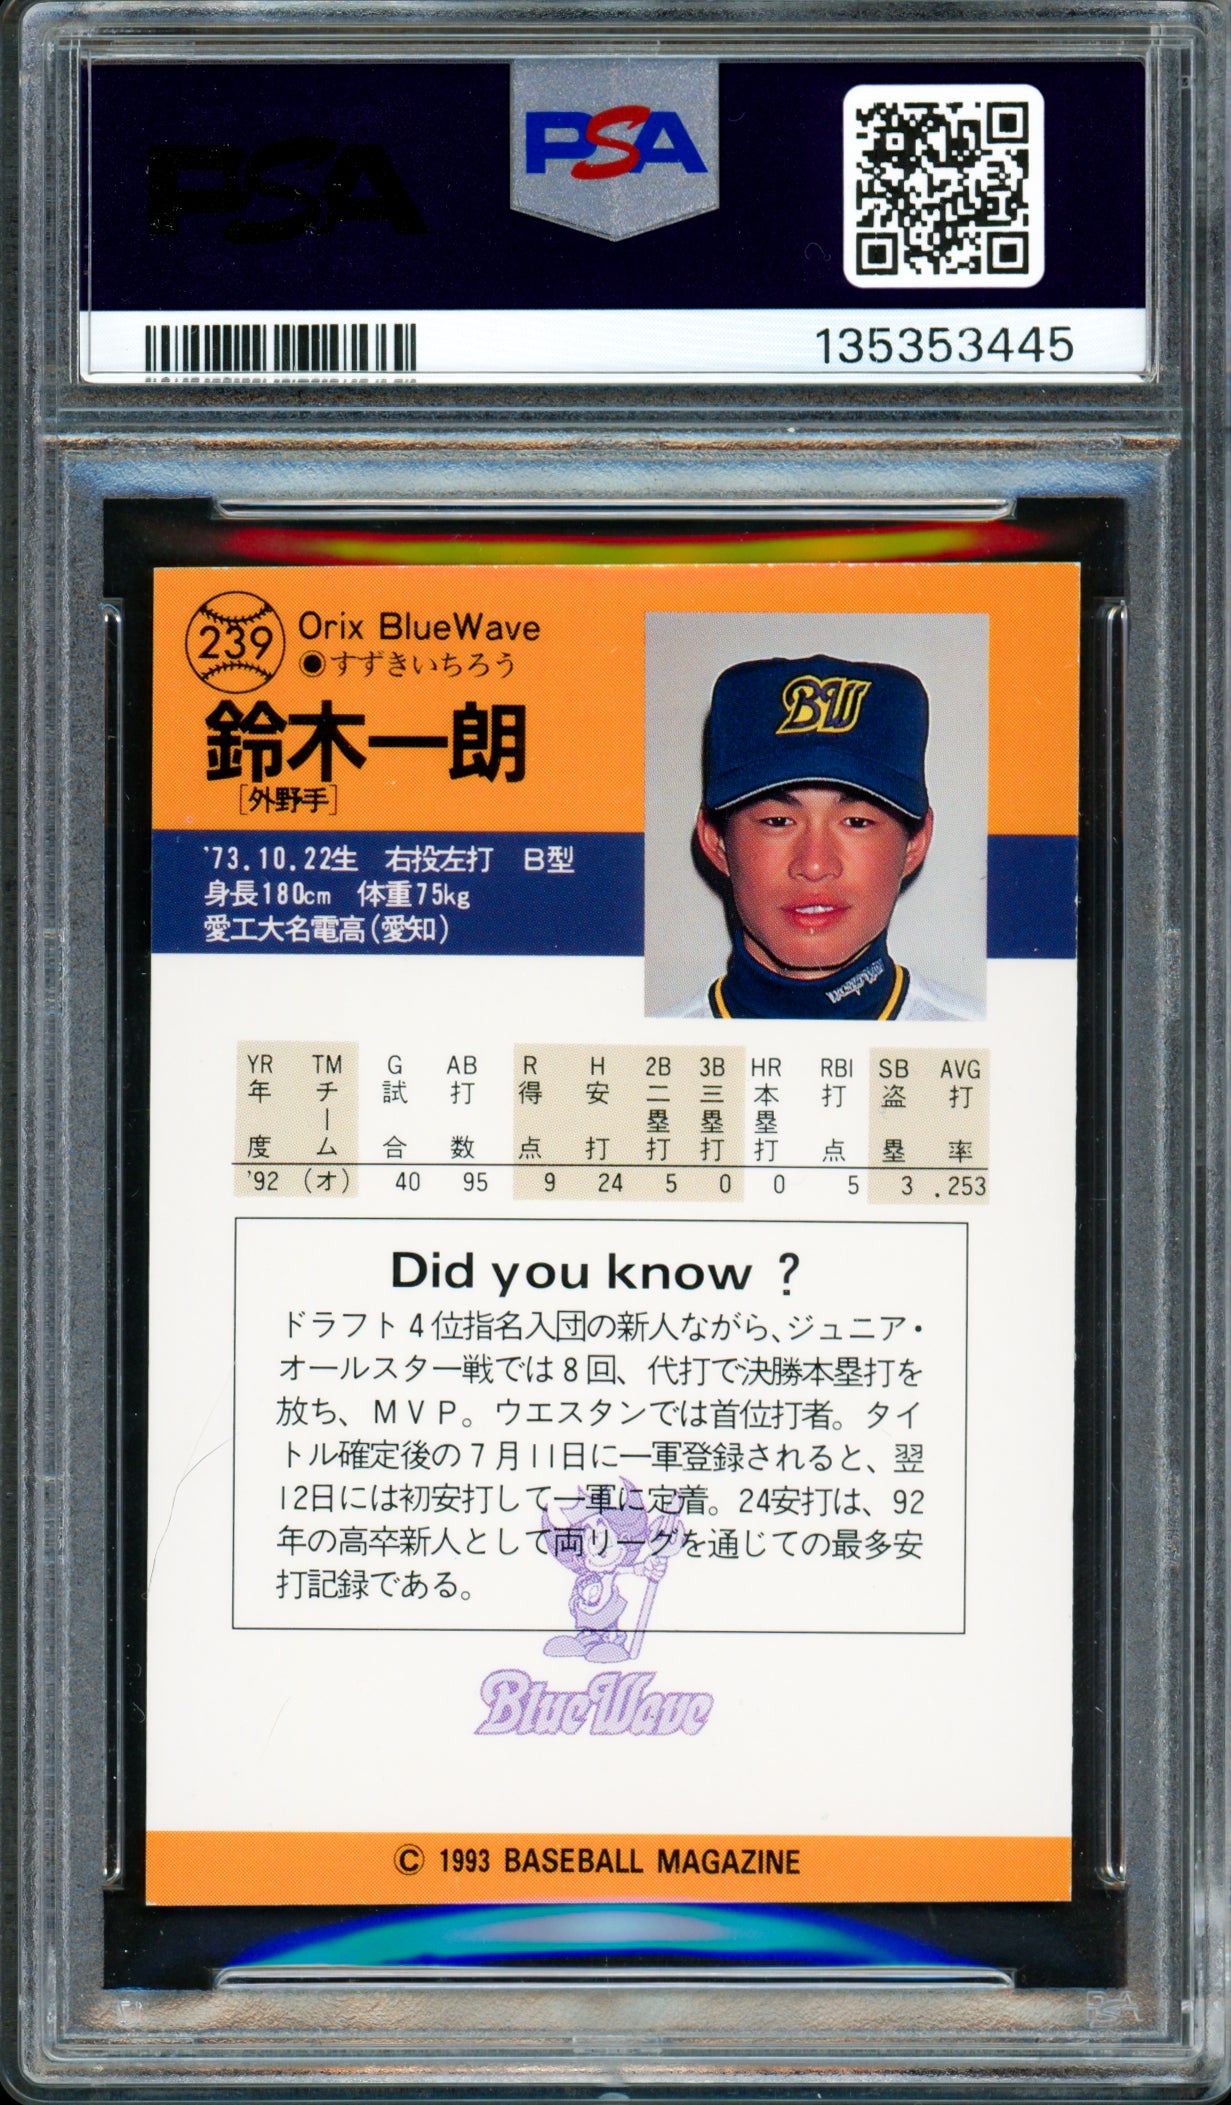 PSA
PSA
135353445
239
Orix BlueWave
●すずきいちろう
鈴木一朗
[外野手]
'73.10.22生 右投左打 B型
身長180cm 体重75kg
愛工大名電高(愛知)
BW
YR TM G AB R H 2B 3B HR RBI SB AVG
年度 チーム 試合 打数 得点 安打 二塁打 三塁打 本塁打 打点 盗塁 打率
'92 (オ) 40 95 9 24 5 0 0 5 3 .253
Did you know ?
ドラフト4位指名入団の新人ながら、ジュニア・
オールスター戦では8回、代打で決勝本塁打を
放ち、MVP。ウエスタンでは首位打者。タイ
トル確定後の7月11日に一軍登録されると、翌
12日には初安打して一軍に定着。24安打は、92
年の高卒新人として両リーグを通じての最多安
打記録である。
BlueWave
© 1993 BASEBALL MAGAZINE
PSA